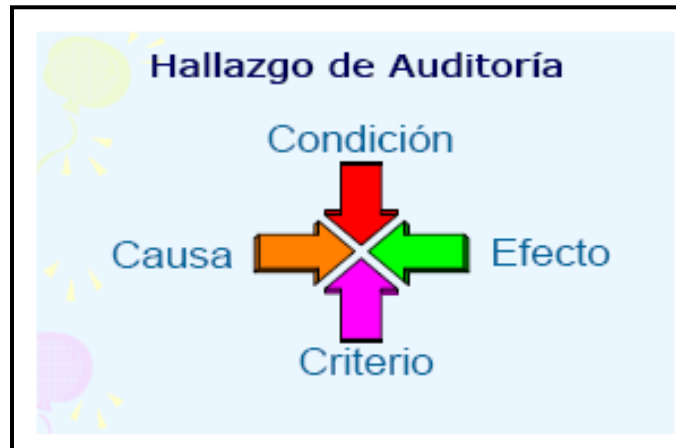 Hallazgo de Auditoría
Condición
Causa
Efecto
Criterio